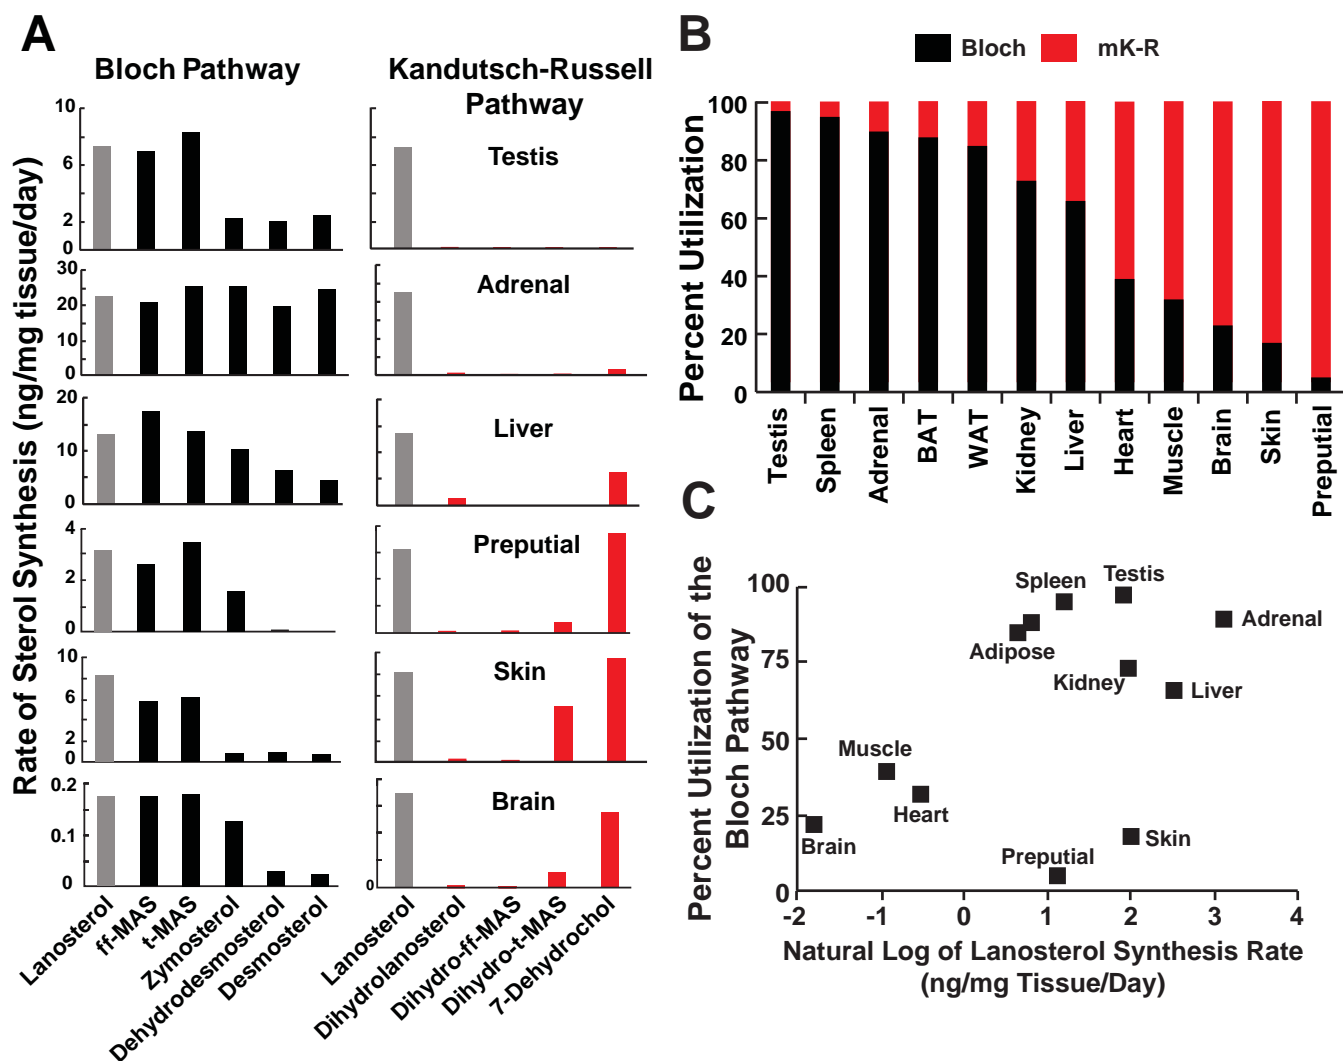 A
Bloch Pathway
Kandutsch-Russell
Pathway
Rate of Sterol Synthesis (ng/mg tissue/day)
10
6
2
0
Testis
30
20
10
0
Adrenal
20
10
5
0
Liver
4
2
0
Preputial
10
6
2
0
Skin
0.2
0.1
0
0
Brain
Lanosterol
ff-MAS
t-MAS
Zymosterol
Dehydrodesmosterol
Desmosterol
Lanosterol
Dihydrolanosterol
Dihydro-ff-MAS
Dihydro-t-MAS
7-Dehydrochol
B
Bloch
mK-R
Percent Utilization
100
80
60
40
20
0
Testis
Spleen
Adrenal
BAT
WAT
Kidney
Liver
Heart
Muscle
Brain
Skin
Preputial
C
Percent Utilization of the
Bloch Pathway
100
75
50
25
0
Spleen
Testis
Adrenal
Adipose
Kidney
Liver
Muscle
Heart
Brain
Preputial
Skin
-2
-1
0
1
2
3
4
Natural Log of Lanosterol Synthesis Rate
(ng/mg Tissue/Day)